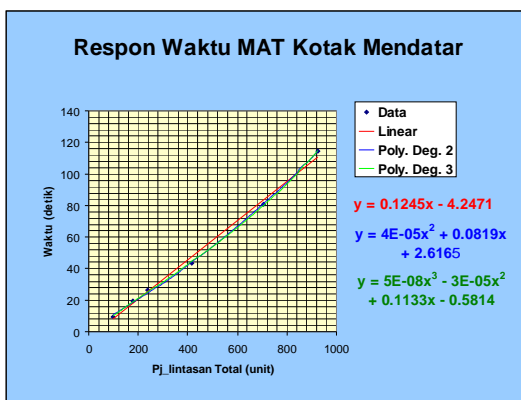 Respon Waktu MAT Kotak Mendatar
140
120
100
80
60
40
20
0
Waktu (detik)
0 200 400 600 800 1000
Pj_lintasan Total (unit)
Data
Linear
Poly. Deg. 2
Poly. Deg. 3
y = 0.1245x - 4.2471
y = 4E-05x² + 0.0819x
+ 2.6165
y = 5E-08x³ - 3E-05x²
+ 0.1133x - 0.5814